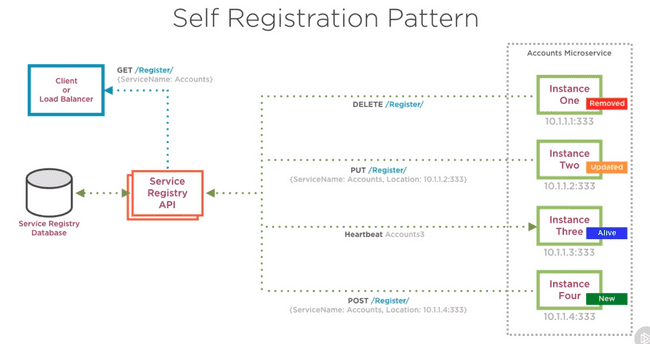 Self Registration Pattern
Accounts Microservice
Client
or
Load Balancer
GET /Register/
{ServiceName: Accounts}
Instance
One
Removed
10.1.1.1:333
DELETE /Register/
Instance
Two
Updated
10.1.1.2:333
PUT /Register/
{ServiceName: Accounts, Location: 10.1.1.2:333}
Service
Registry
API
Service Registry
Database
Instance
Three
Alive
10.1.1.3:333
Heartbeat Accounts3
Instance
Four
New
10.1.1.4:333
POST /Register/
{ServiceName: Accounts, Location: 10.1.1.4:333}